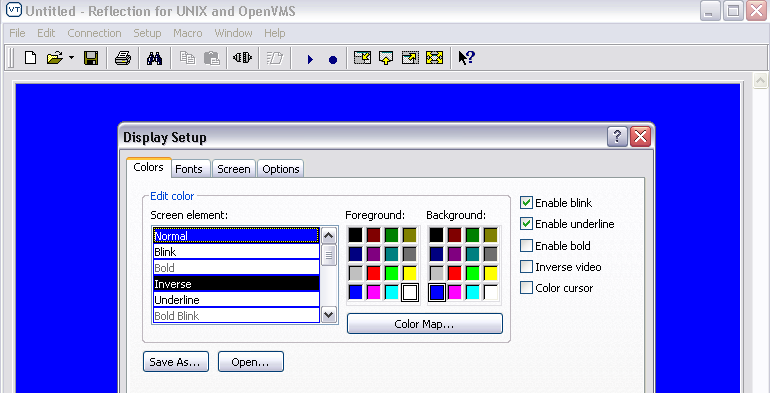 VT Untitled - Reflection for UNIX and OpenVMS
File Edit Connection Setup Macro Window Help
Display Setup
Colors Fonts Screen Options
Edit color
Screen element: Foreground: Background:
Normal
Blink
Bold
Inverse
Underline
Bold Blink
Color Map...
Enable blink
Enable underline
Enable bold
Inverse video
Color cursor
Save As... Open...